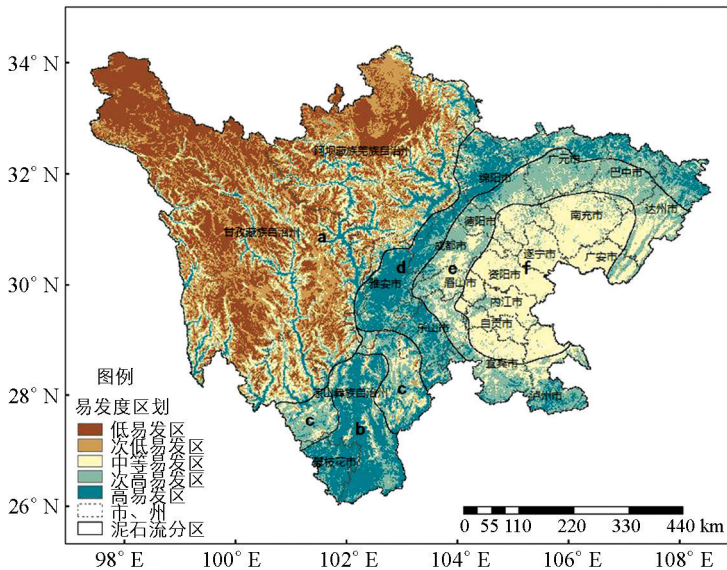 34° N
32° N
30° N
28° N
26° N
阿坝藏族羌族自治州
广元市
绵阳市
巴中市
甘孜藏族自治州
a
德阳市
南充市
达州市
成都市
遂宁市
d
e
f
广安市
雅安市
眉山市
资阳市
内江市
乐山市
自贡市
宜宾市
凉山彝族自治州
c
泸州市
c
b
攀枝花市
图例
易发度区划
低易发区
次低易发区
中等易发区
次高易发区
高易发区
市、州
泥石流分区
0 55 110 220 330 440 km
98° E 100° E 102° E 104° E 106° E 108° E